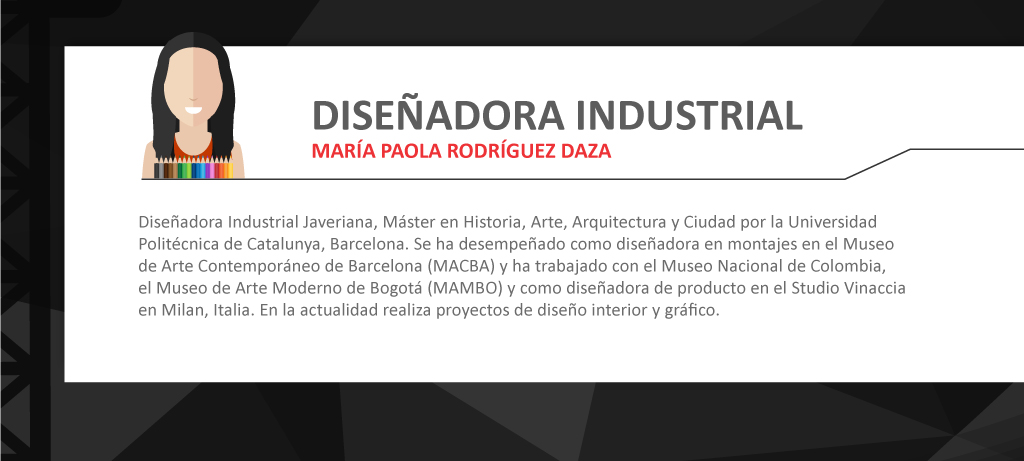 DISEÑADORA INDUSTRIAL
MARÍA PAOLA RODRÍGUEZ DAZA
Diseñadora Industrial Javeriana, Máster en Historia, Arte, Arquitectura y Ciudad por la Universidad
Politécnica de Catalunya, Barcelona. Se ha desempeñado como diseñadora en montajes en el Museo
de Arte Contemporáneo de Barcelona (MACBA) y ha trabajado con el Museo Nacional de Colombia,
el Museo de Arte Moderno de Bogotá (MAMBO) y como diseñadora de producto en el Studio Vinaccia
en Milan, Italia. En la actualidad realiza proyectos de diseño interior y gráfico.